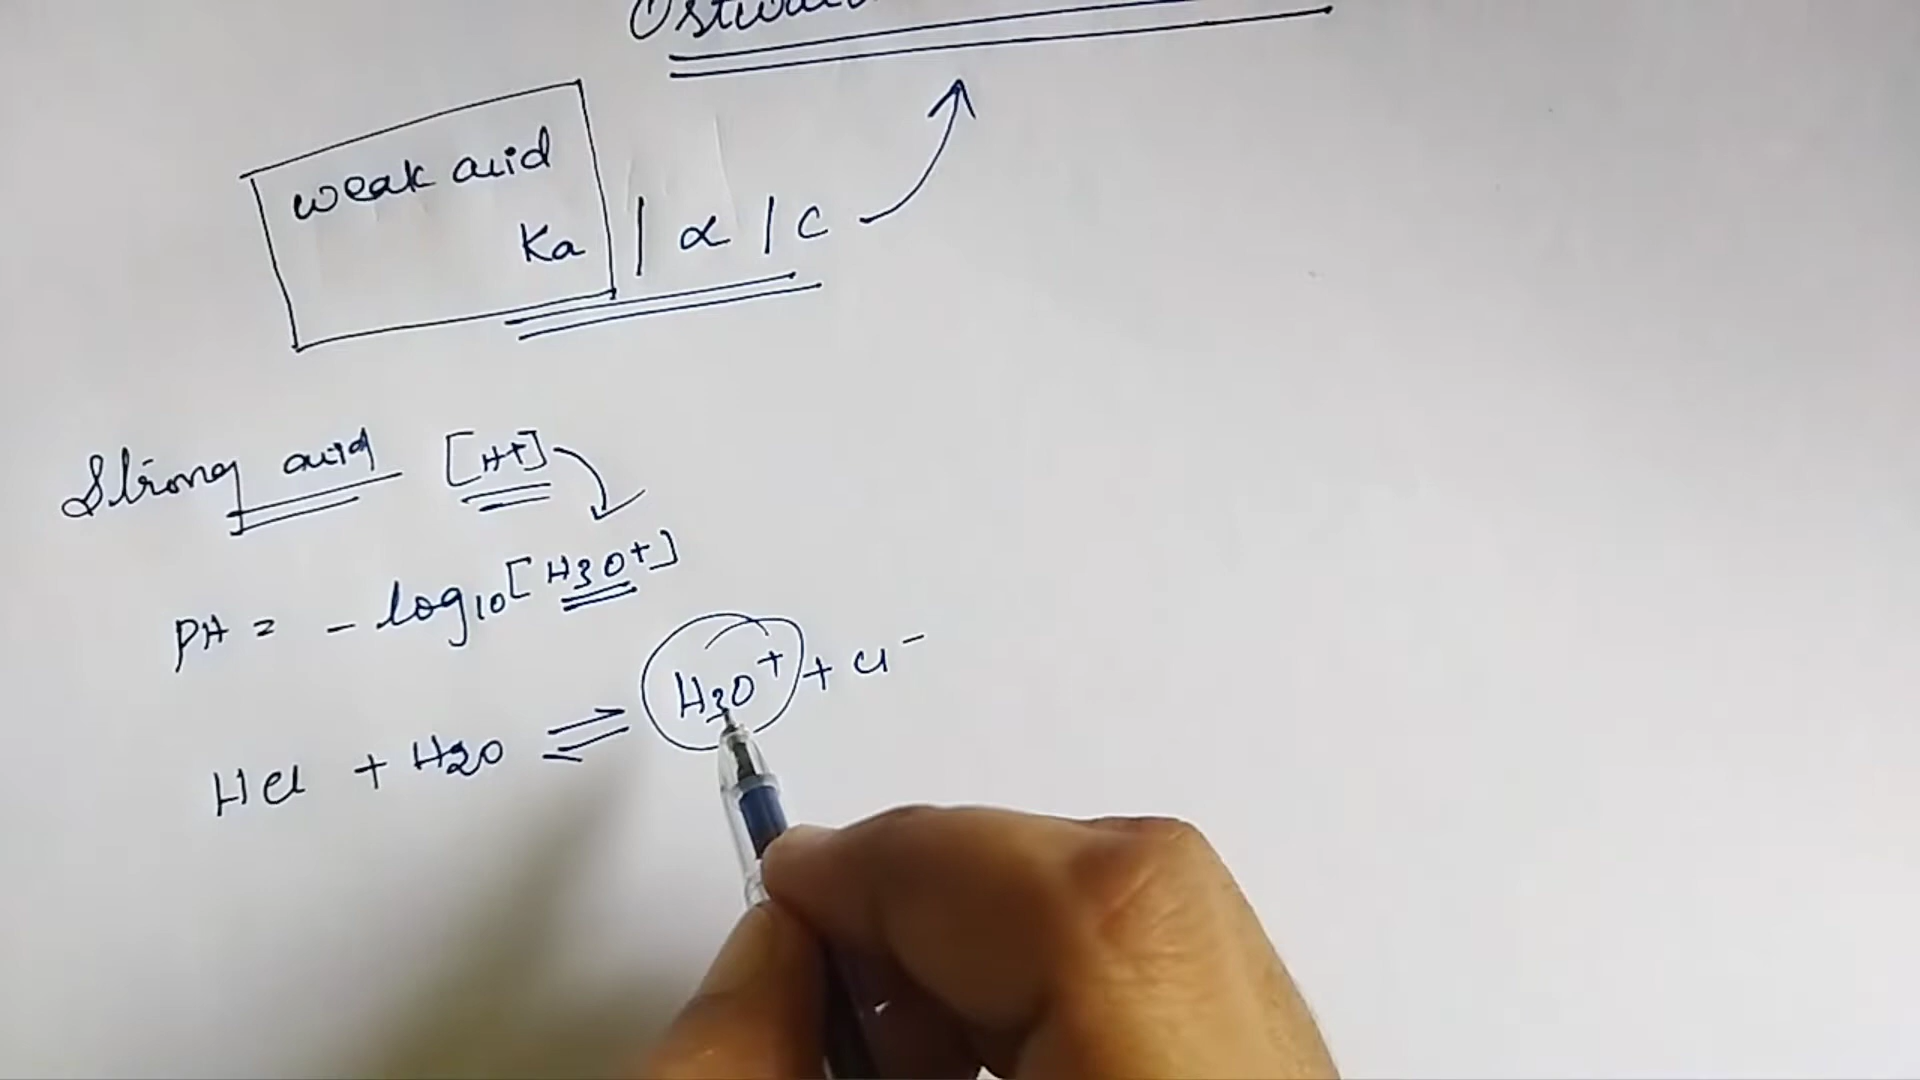 weak acid
Ka | α | C
Strong acid [H+]
PH = - log10[H3O+]
HCl + H2O ⇌ H3O+ + Cl-